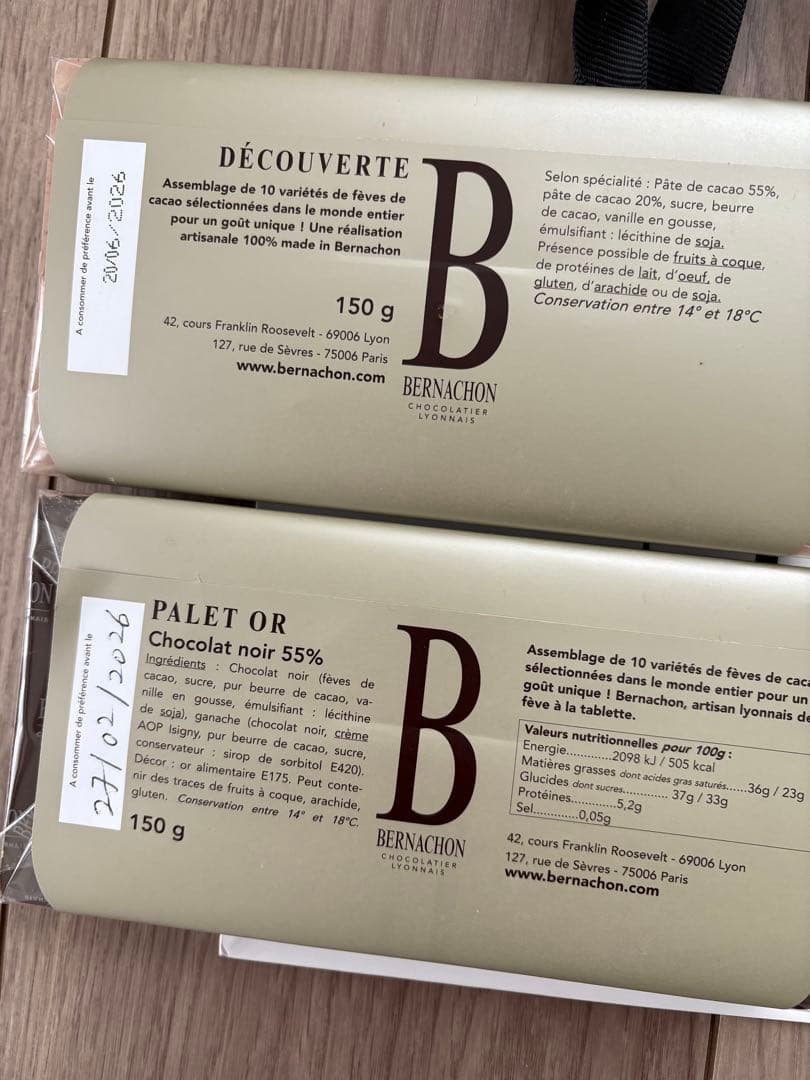 A consommer de préférence avant le
20/06/2026
DÉCOUVERTE
Assemblage de 10 variétés de fèves de
cacao sélectionnées dans le monde entier
pour un goût unique ! Une réalisation
artisanale 100% made in Bernachon
150 g
42, cours Franklin Roosevelt - 69006 Lyon
127, rue de Sèvres - 75006 Paris
www.bernachon.com
B
BERNACHON
CHOCOLATIER
LYONNAIS
Selon spécialité : Pâte de cacao 55%,
pâte de cacao 20%, sucre, beurre
de cacao, vanille en gousse,
émulsifiant : lécithine de soja.
Présence possible de fruits à coque,
de protéines de lait, d'oeuf, de
gluten, d'arachide ou de soja.
Conservation entre 14° et 18°C
A consommer de préférence avant le
27/02/2026
PALET OR
Chocolat noir 55%
Ingrédients : Chocolat noir (fèves de
cacao, sucre, pur beurre de cacao, va-
nille en gousse, émulsifiant : lécithine
de soja), ganache (chocolat noir, crème
AOP Isigny, pur beurre de cacao, sucre,
conservateur : sirop de sorbitol E420).
Décor : or alimentaire E175. Peut conte-
nir des traces de fruits à coque, arachide,
gluten. Conservation entre 14° et 18°C.
150 g
B
BERNACHON
CHOCOLATIER
LYONNAIS
Assemblage de 10 variétés de fèves de
sélectionnées dans le monde entier pour un
goût unique ! Bernachon, artisan lyonnais
fève à la tablette.
Valeurs nutritionnelles pour 100g :
Energie............2098 kJ / 505 kcal
Matières grasses dont acides gras saturés......36g / 23g
Glucides dont sucres............ 37g / 33g
Protéines............5,2g
Sel............0,05g
42, cours Franklin Roosevelt - 69006 Lyon
127, rue de Sèvres - 75006 Paris
www.bernachon.com